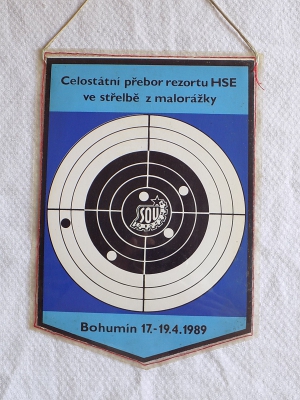 Celostátní přebor rezortu HSE
ve střelbě z malorážky
SOU
Bohumín 17.-19.4.1989